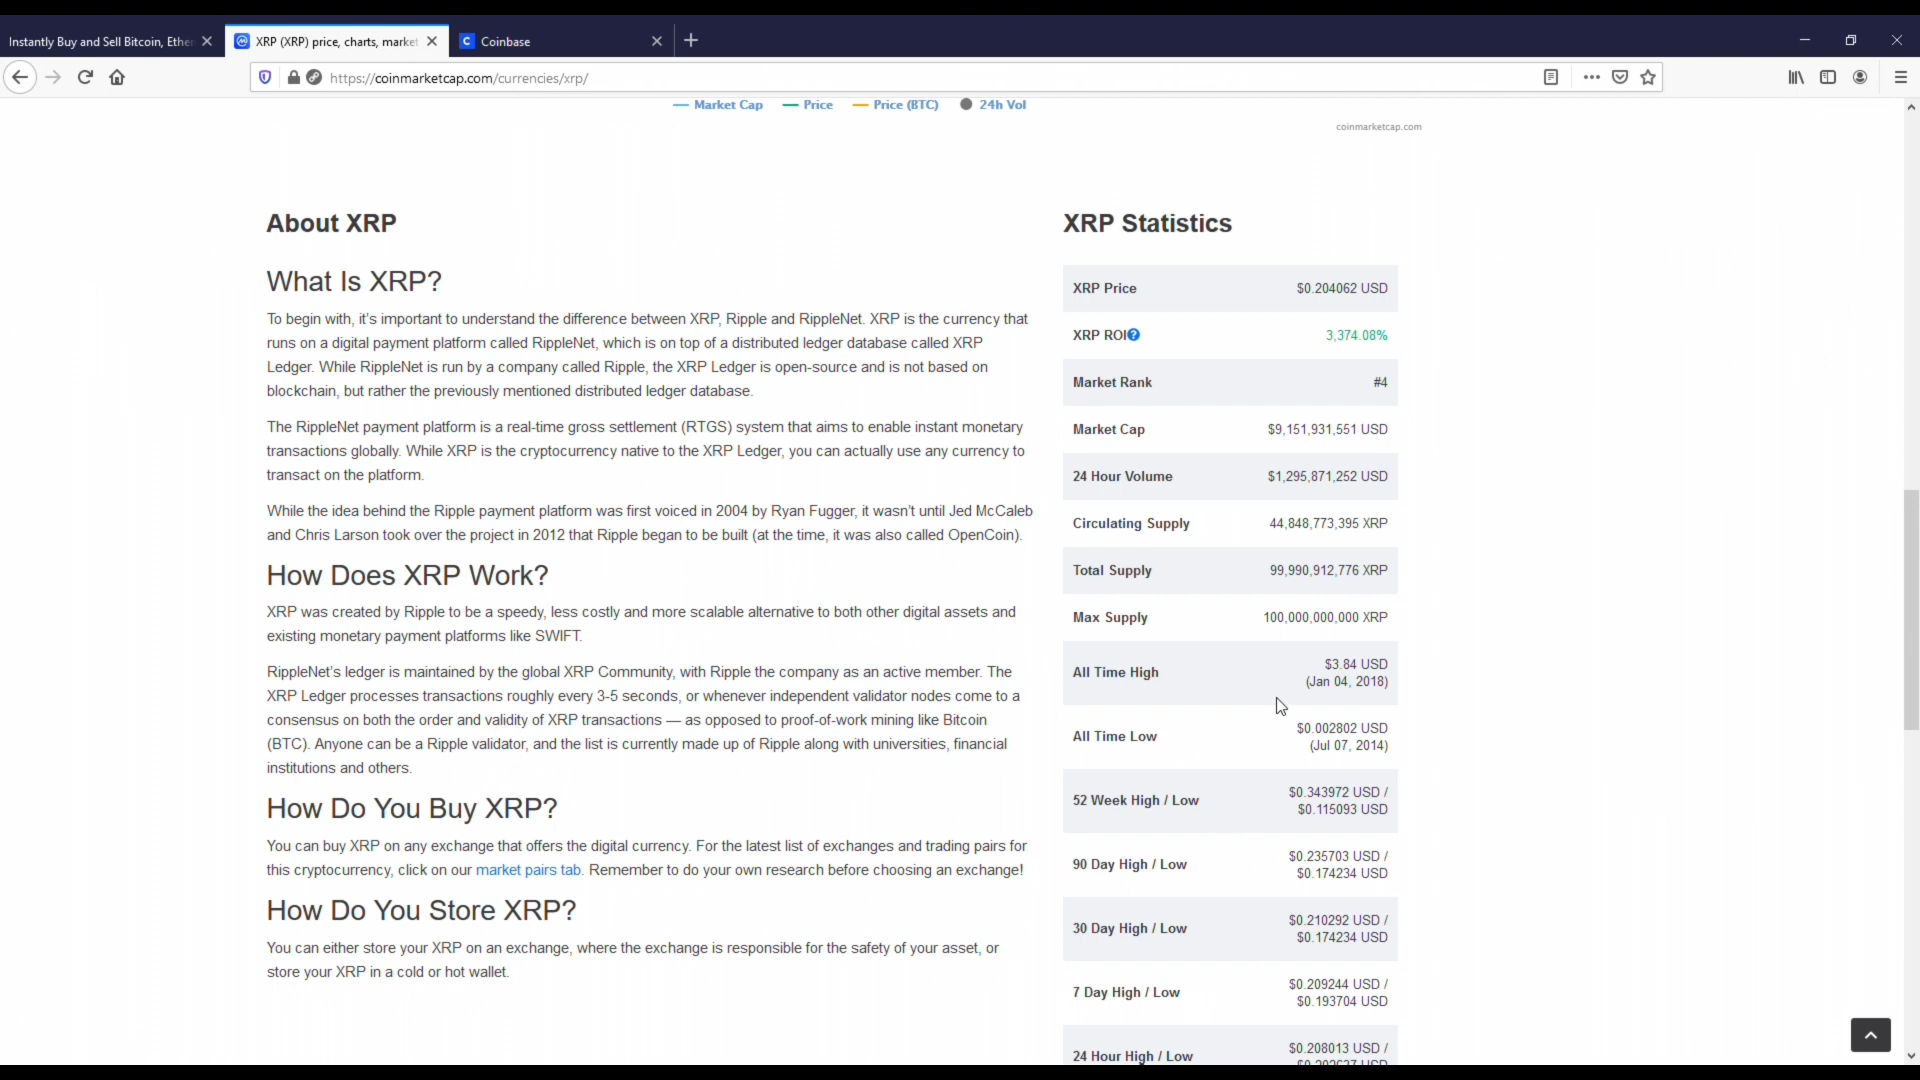 Instantly Buy and Sell Bitcoin, Ether
XRP (XRP) price, charts, market
Coinbase
https://coinmarketcap.com/currencies/xrp/
Market Cap
Price
Price (BTC)
24h Vol
coinmarketcap.com
About XRP
What Is XRP?
To begin with, it's important to understand the difference between XRP, Ripple and RippleNet. XRP is the currency that
runs on a digital payment platform called RippleNet, which is on top of a distributed ledger database called XRP
Ledger. While RippleNet is run by a company called Ripple, the XRP Ledger is open-source and is not based on
blockchain, but rather the previously mentioned distributed ledger database.
The RippleNet payment platform is a real-time gross settlement (RTGS) system that aims to enable instant monetary
transactions globally. While XRP is the cryptocurrency native to the XRP Ledger, you can actually use any currency to
transact on the platform.
While the idea behind the Ripple payment platform was first voiced in 2004 by Ryan Fugger, it wasn't until Jed McCaleb
and Chris Larson took over the project in 2012 that Ripple began to be built (at the time, it was also called OpenCoin).
How Does XRP Work?
XRP was created by Ripple to be a speedy, less costly and more scalable alternative to both other digital assets and
existing monetary payment platforms like SWIFT.
RippleNet's ledger is maintained by the global XRP Community, with Ripple the company as an active member. The
XRP Ledger processes transactions roughly every 3-5 seconds, or whenever independent validator nodes come to a
consensus on both the order and validity of XRP transactions — as opposed to proof-of-work mining like Bitcoin
(BTC). Anyone can be a Ripple validator, and the list is currently made up of Ripple along with universities, financial
institutions and others.
How Do You Buy XRP?
You can buy XRP on any exchange that offers the digital currency. For the latest list of exchanges and trading pairs for
this cryptocurrency, click on our market pairs tab. Remember to do your own research before choosing an exchange!
How Do You Store XRP?
You can either store your XRP on an exchange, where the exchange is responsible for the safety of your asset, or
store your XRP in a cold or hot wallet.
XRP Statistics
XRP Price $0.204062 USD
XRP ROI 3,374.08%
Market Rank #4
Market Cap $9,151,931,551 USD
24 Hour Volume $1,295,871,252 USD
Circulating Supply 44,848,773,395 XRP
Total Supply 99,990,912,776 XRP
Max Supply 100,000,000,000 XRP
All Time High $3.84 USD
(Jan 04, 2018)
All Time Low $0.002802 USD
(Jul 07, 2014)
52 Week High / Low $0.343972 USD /
$0.115093 USD
90 Day High / Low $0.235703 USD /
$0.174234 USD
30 Day High / Low $0.210292 USD /
$0.174234 USD
7 Day High / Low $0.209244 USD /
$0.193704 USD
24 Hour High / Low $0.208013 USD /